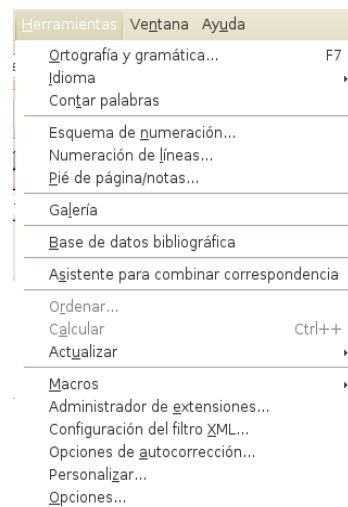 Herramientas Ventana Ayuda
Ortografía y gramática... F7
Idioma
Contar palabras
Esquema de numeración...
Numeración de líneas...
Pié de página/notas...
Galería
Base de datos bibliográfica
Asistente para combinar correspondencia
Ordenar...
Calcular Ctrl++
Actualizar
Macros
Administrador de extensiones...
Configuración del filtro XML...
Opciones de autocorrección...
Personalizar...
Opciones...